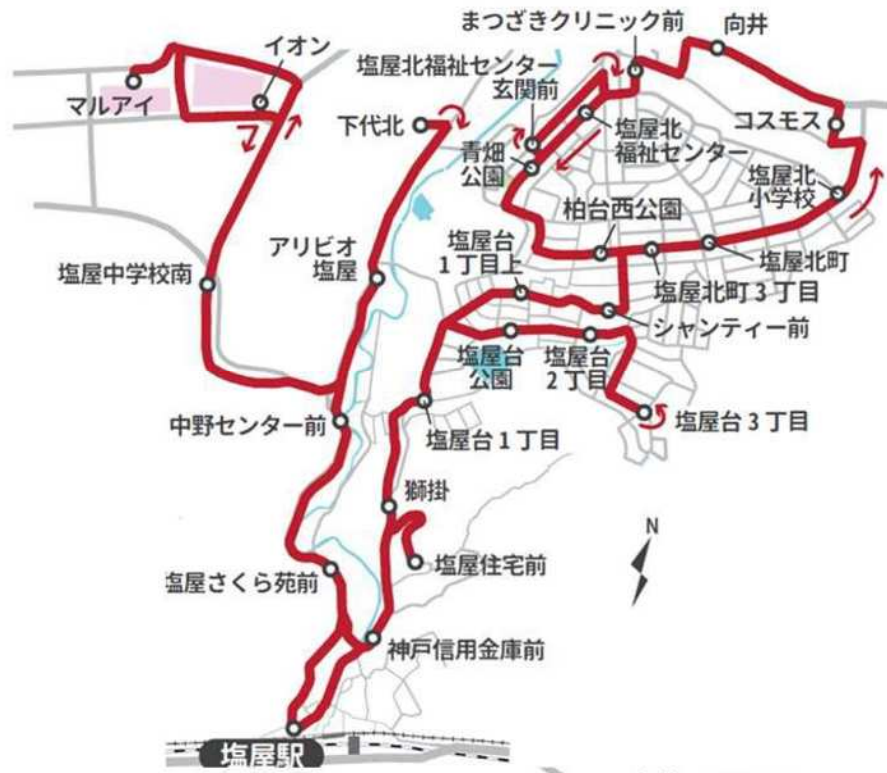 まつざきクリニック前
向井
イオン
塩屋北福祉センター
玄関前
マルアイ
下代北
コスモス
塩屋北
福祉センター
青畑
公園
塩屋北
小学校
柏台西公園
アリビオ
塩屋
塩屋台
1丁目上
塩屋北町
塩屋中学校南
塩屋北町3丁目
シャンティー前
塩屋台
公園
塩屋台
2丁目
塩屋台3丁目
中野センター前
塩屋台1丁目
獅掛
N
塩屋さくら苑前
塩屋住宅前
神戸信用金庫前
塩屋駅